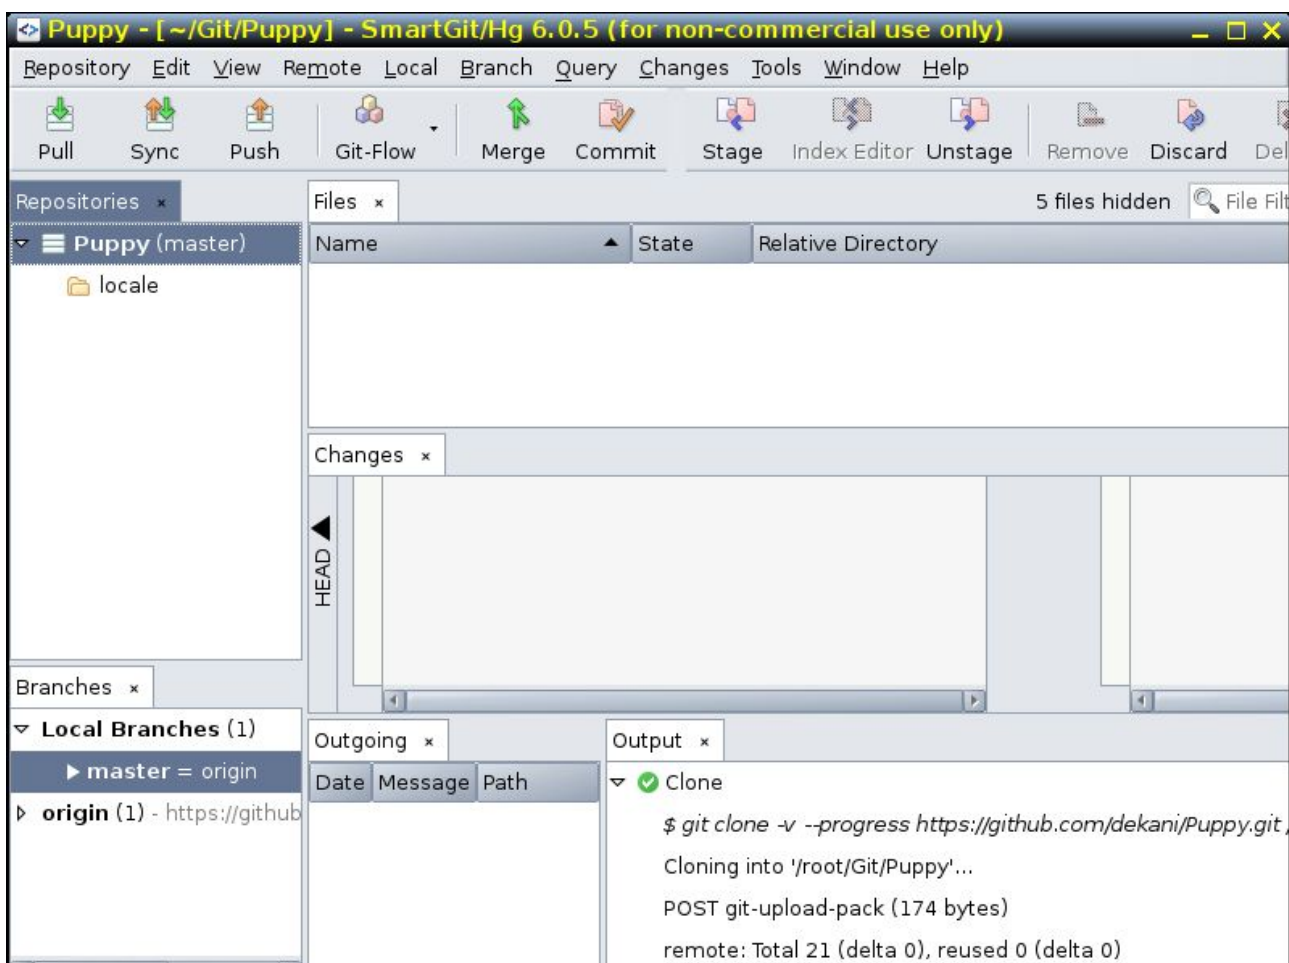 Puppy - [~/Git/Puppy] - SmartGit/Hg 6.0.5 (for non-commercial use only)
Repository Edit View Remote Local Branch Query Changes Tools Window Help
Pull Sync Push Git-Flow Merge Commit Stage Index Editor Unstage Remove Discard Del
Repositories Files 5 files hidden File Filt
Puppy (master) Name State Relative Directory
locale
Changes
HEAD
Branches
Local Branches (1)
Outgoing Output
master = origin
Date Message Path Clone
origin (1) - https://github
$ git clone -v --progress https://github.com/dekani/Puppy.git /
Cloning into '/root/Git/Puppy'...
POST git-upload-pack (174 bytes)
remote: Total 21 (delta 0), reused 0 (delta 0)